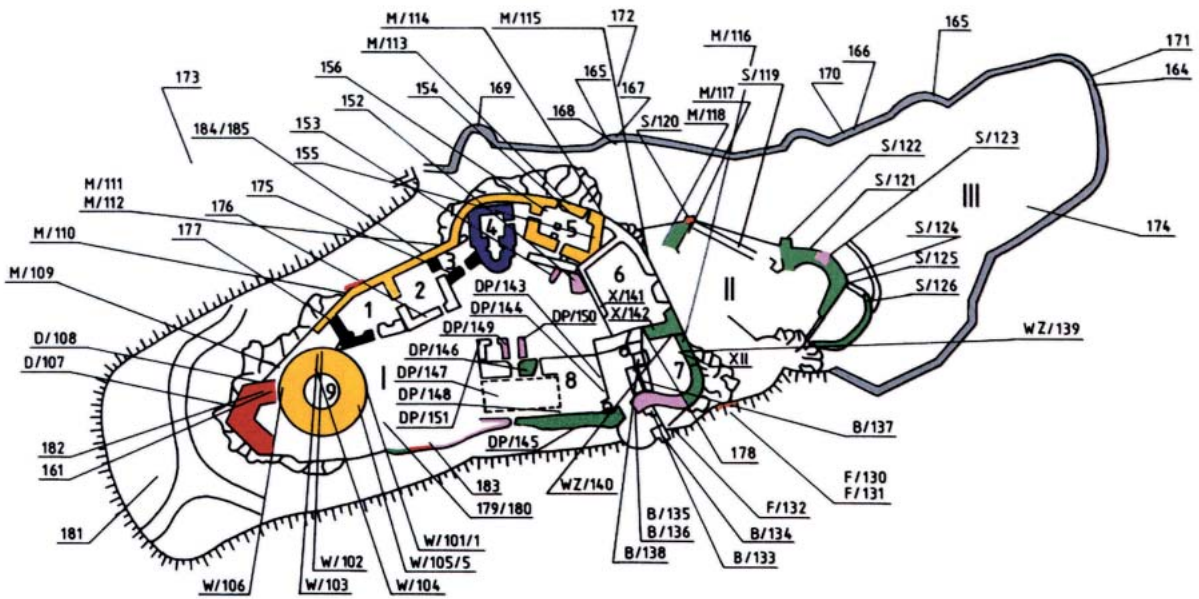 M/114
M/115
172
M/113
M/116
165
171
164
156
165
S/119
170
166
173
152
154
169
168
167
M/117
S/120
M/118
153
184/185
155
S/122
S/123
S/121
III
M/111
M/112
175
176
177
M/110
4
5
3
174
S/124
S/125
S/126
M/109
1
2
DP/143
DP/144
6
X/141
X/142
II
DP/149
DP/150
WZ/139
D/108
D/107
DP/146
XII
7
I
9
DP/147
8
DP/148
DP/151
B/137
182
161
DP/145
178
183
WZ/140
F/130
F/131
179/180
B/135
B/136
F/132
181
W/101/1
W/102
W/105/5
B/138
B/134
B/133
W/106
W/103
W/104